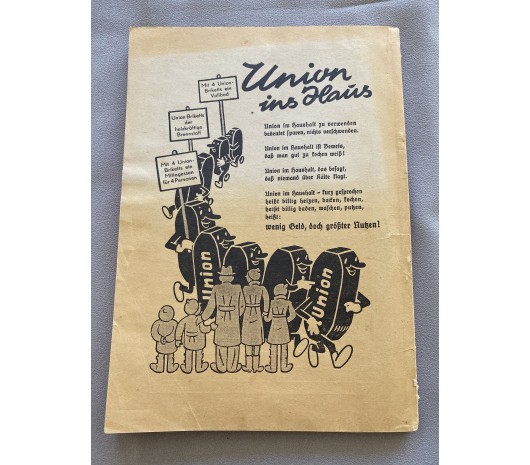 Union
ins Haus
Mit 4 Union-
Briketts ein
Vollbad
Union-Briketts
der
heizkräftige
Brennstoff
Mit 4 Union-
Briketts ein
Mittagessen
für 4 Personen
Union im Haushalt zu verwenden
bedeutet sparen, nichts verschwenden.
Union im Haushalt ist Beweis,
daß man gut zu kochen weiß!
Union im Haushalt, das besagt,
daß niemand über Kälte klagt.
Union im Haushalt – kurz gesprochen
heißt billig heizen, backen, kochen,
heißt billig baden, waschen, putzen,
heißt:
wenig Geld, doch größter Nutzen!
Union
Union